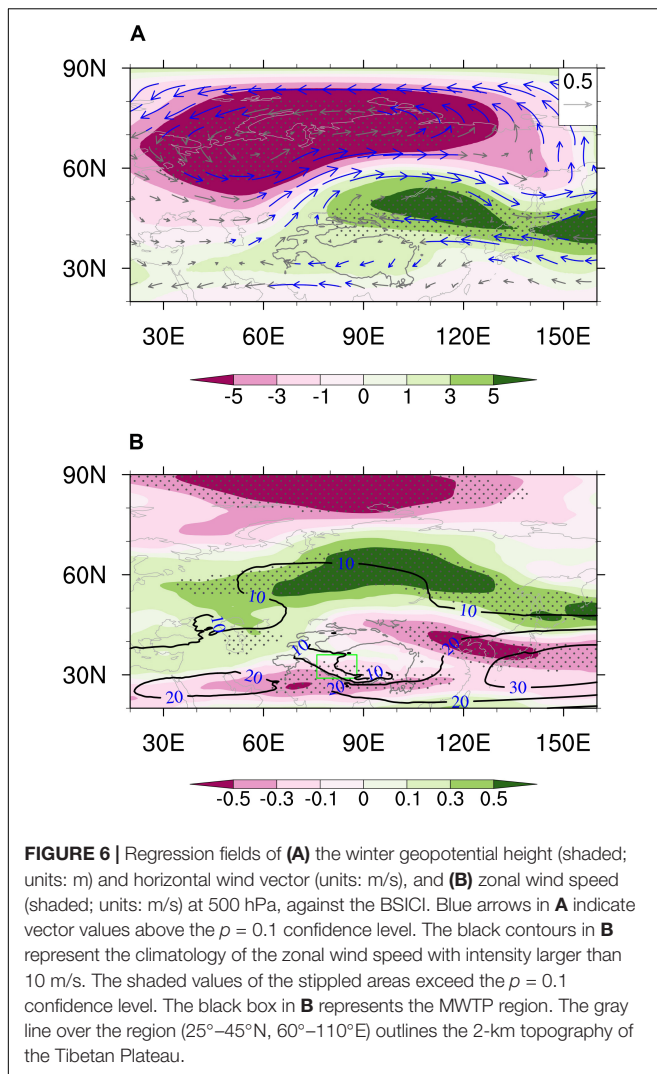 A
90N
0.5
60N
30N
30E 60E 90E 120E 150E
-5 -3 -1 0 1 3 5
B
90N
10
60N
10
10
10
20
10
30N
20
10
30
20
20
30E 60E 90E 120E 150E
-0.5 -0.3 -0.1 0 0.1 0.3 0.5
FIGURE 6 | Regression fields of (A) the winter geopotential height (shaded;
units: m) and horizontal wind vector (units: m/s), and (B) zonal wind speed
(shaded; units: m/s) at 500 hPa, against the BSICI. Blue arrows in A indicate
vector values above the p = 0.1 confidence level. The black contours in B
represent the climatology of the zonal wind speed with intensity larger than
10 m/s. The shaded values of the stippled areas exceed the p = 0.1
confidence level. The black box in B represents the MWTP region. The gray
line over the region (25°–45°N, 60°–110°E) outlines the 2-km topography of
the Tibetan Plateau.